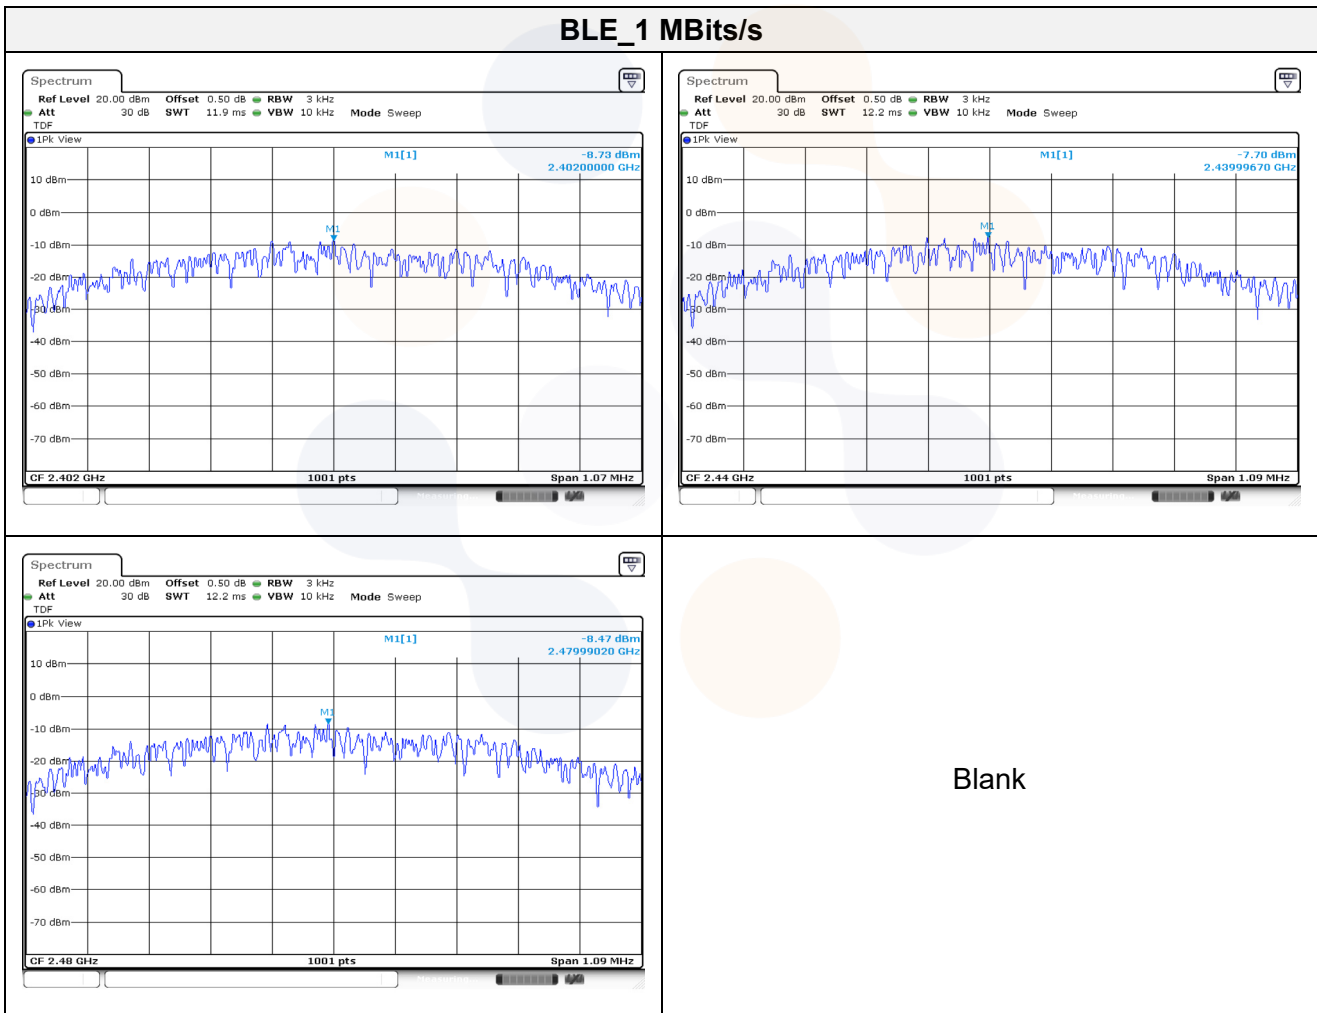 BLE_1 MBits/s
Spectrum
Ref Level 20.00 dBm Offset 0.50 dB RBW 3 kHz
Att 30 dB SWT 11.9 ms VBW 10 kHz Mode Sweep
TDF
1Pk View
M1[1] -8.73 dBm
2.40200000 GHz
10 dBm
0 dBm
M1
-10 dBm
-20 dBm
-30 dBm
-40 dBm
-50 dBm
-60 dBm
-70 dBm
CF 2.402 GHz 1001 pts Span 1.07 MHz
Measuring
Spectrum
Ref Level 20.00 dBm Offset 0.50 dB RBW 3 kHz
Att 30 dB SWT 12.2 ms VBW 10 kHz Mode Sweep
TDF
1Pk View
M1[1] -7.70 dBm
2.43999670 GHz
10 dBm
0 dBm
M1
-10 dBm
-20 dBm
-30 dBm
-40 dBm
-50 dBm
-60 dBm
-70 dBm
CF 2.44 GHz 1001 pts Span 1.09 MHz
Measuring
Spectrum
Ref Level 20.00 dBm Offset 0.50 dB RBW 3 kHz
Att 30 dB SWT 12.2 ms VBW 10 kHz Mode Sweep
TDF
1Pk View
M1[1] -8.47 dBm
2.47999020 GHz
10 dBm
0 dBm
M1
-10 dBm
-20 dBm
-30 dBm
-40 dBm
-50 dBm
-60 dBm
-70 dBm
CF 2.48 GHz 1001 pts Span 1.09 MHz
Measuring
Blank